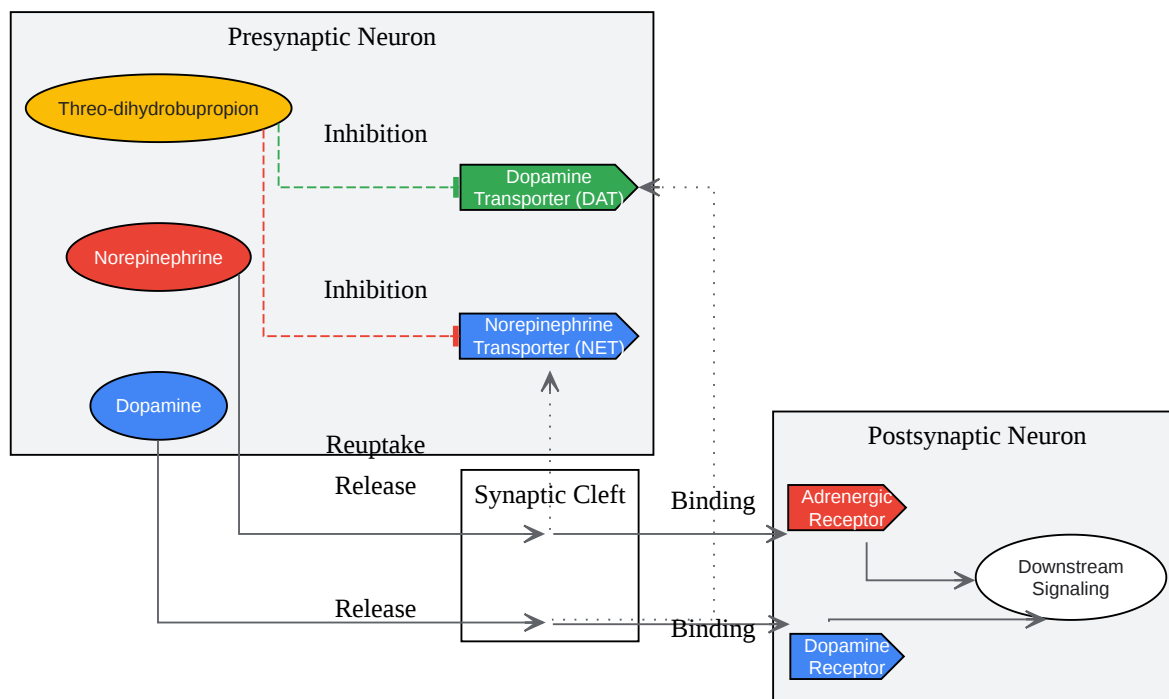 Presynaptic Neuron
Threo-dihydrobupropion
Inhibition
Dopamine
Transporter (DAT)
Norepinephrine
Inhibition
Norepinephrine
Transporter (NET)
Dopamine
Reuptake
Release
Synaptic Cleft
Binding
Postsynaptic Neuron
Adrenergic
Receptor
Downstream
Signaling
Release
Binding
Dopamine
Receptor